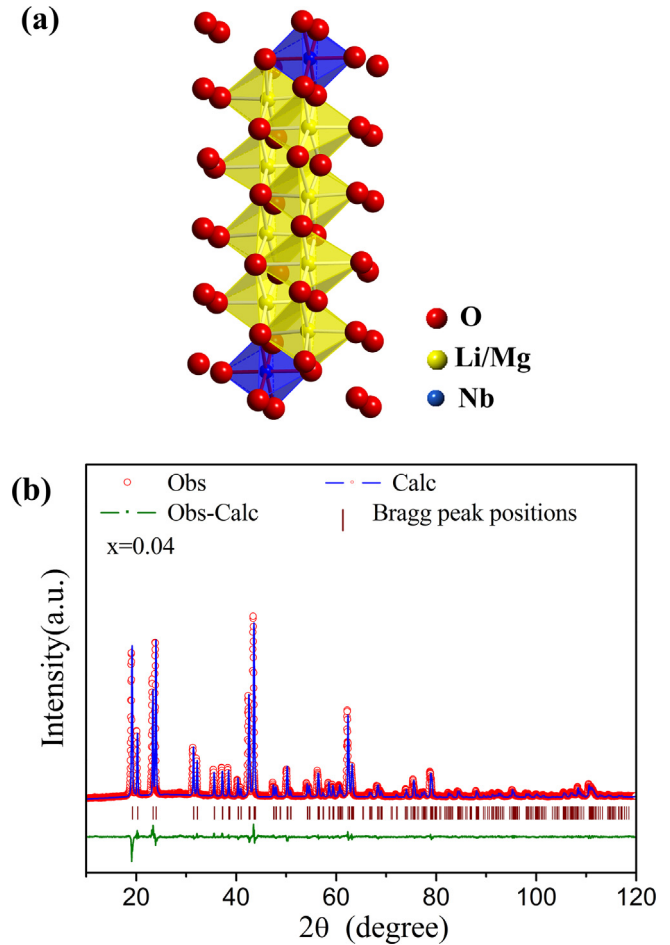 (a)
O
Li/Mg
Nb
(b)
Obs
Calc
Obs-Calc
Bragg peak positions
x=0.04
Intensity(a.u.)
20 40 60 80 100 120
2θ (degree)